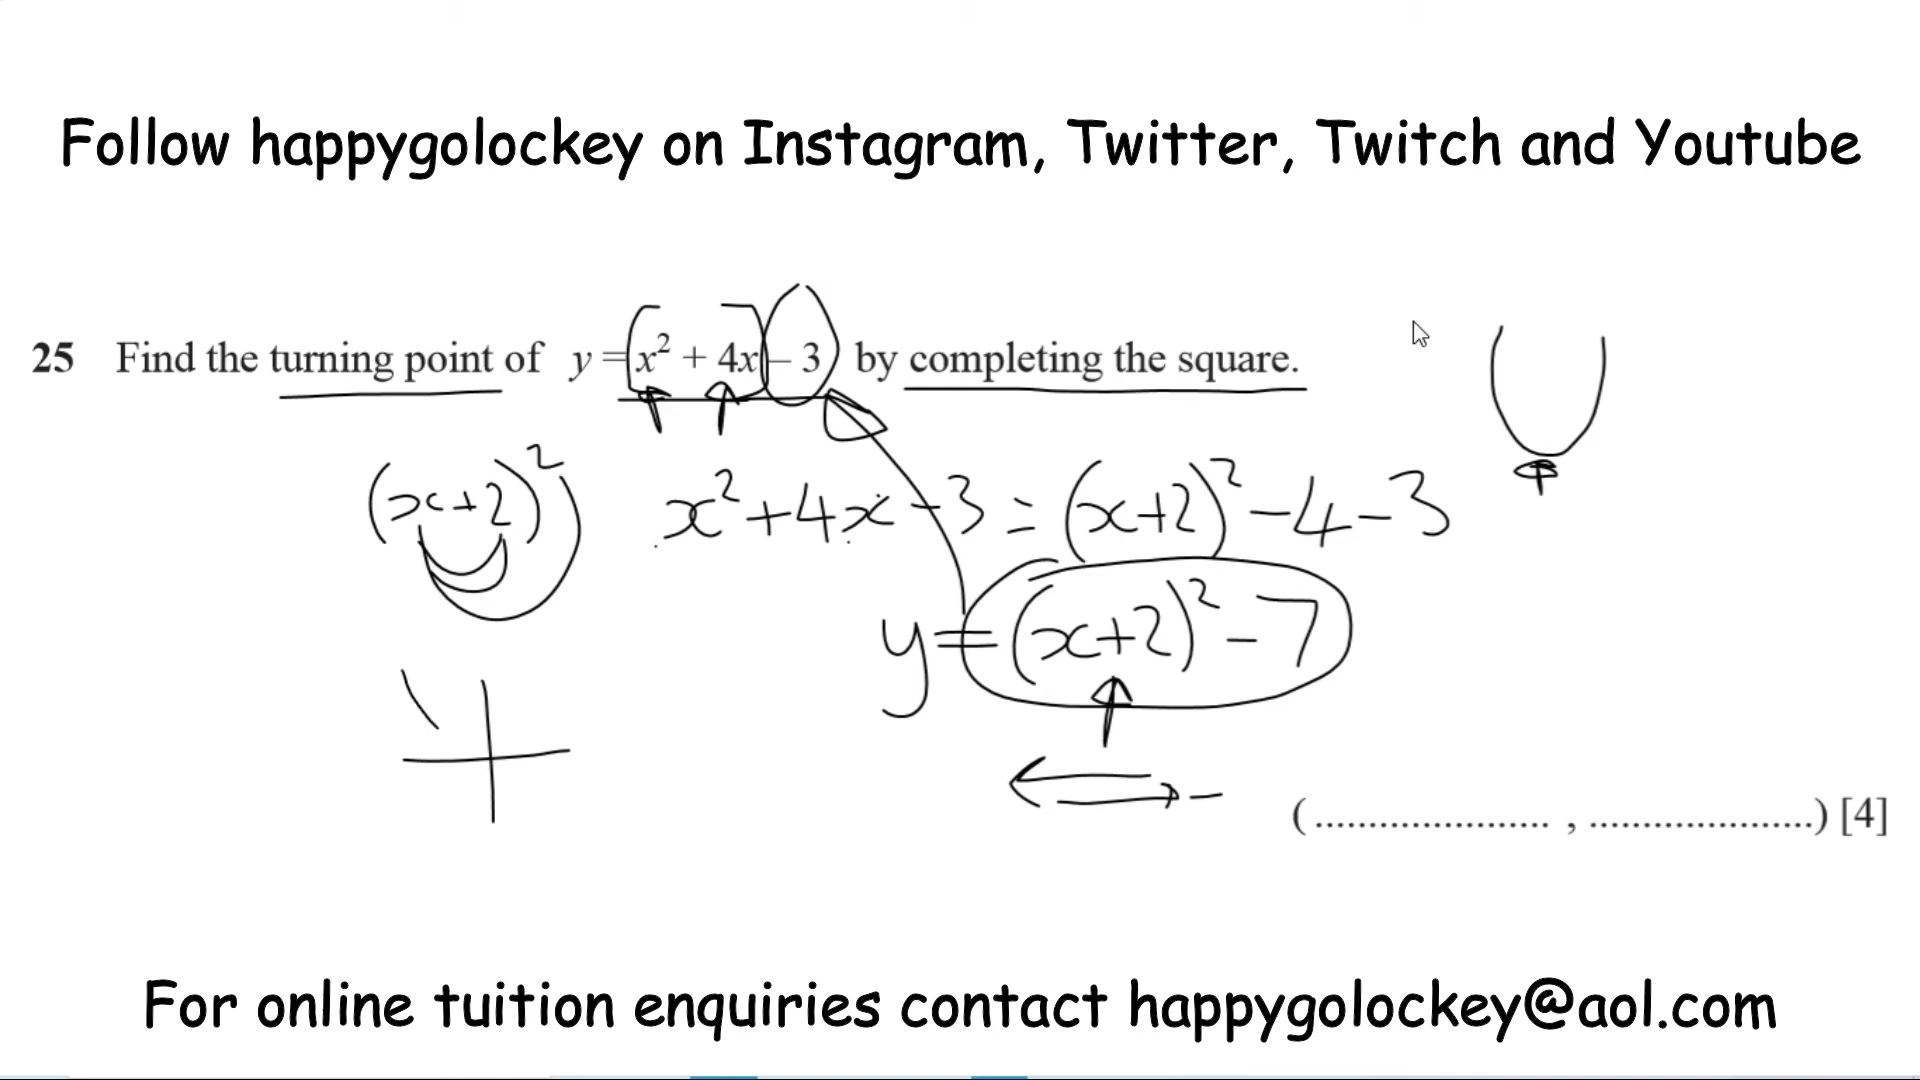 Follow happygolockey on Instagram, Twitter, Twitch and Youtube
25 Find the turning point of y = x² + 4x – 3 by completing the square.
(x+2)²
x²+4x-3 = (x+2)²-4-3
y=(x+2)²-7
(...................... , .....................) [4]
For online tuition enquiries contact happygolockey@aol.com